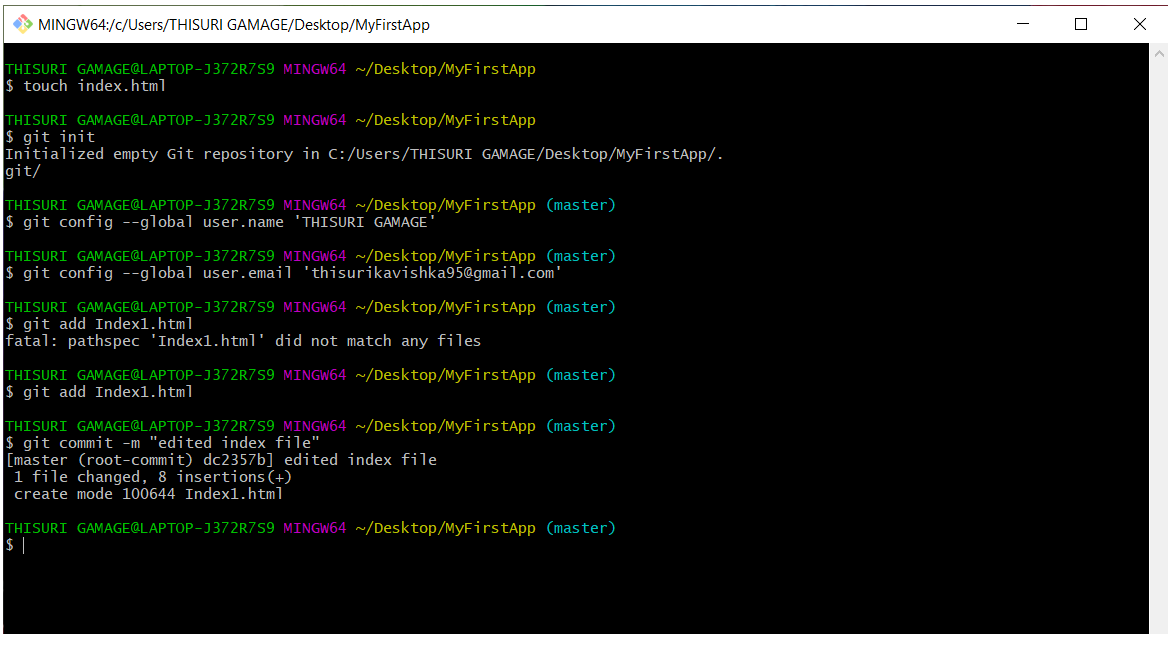 MINGW64:/c/Users/THISURI GAMAGE/Desktop/MyFirstApp
THISURI GAMAGE@LAPTOP-J372R7S9 MINGW64 ~/Desktop/MyFirstApp
$ touch index.html
THISURI GAMAGE@LAPTOP-J372R7S9 MINGW64 ~/Desktop/MyFirstApp
$ git init
Initialized empty Git repository in C:/Users/THISURI GAMAGE/Desktop/MyFirstApp/.
git/
THISURI GAMAGE@LAPTOP-J372R7S9 MINGW64 ~/Desktop/MyFirstApp (master)
$ git config --global user.name 'THISURI GAMAGE'
THISURI GAMAGE@LAPTOP-J372R7S9 MINGW64 ~/Desktop/MyFirstApp (master)
$ git config --global user.email 'thisurikavishka95@gmail.com'
THISURI GAMAGE@LAPTOP-J372R7S9 MINGW64 ~/Desktop/MyFirstApp (master)
$ git add Index1.html
fatal: pathspec 'Index1.html' did not match any files
THISURI GAMAGE@LAPTOP-J372R7S9 MINGW64 ~/Desktop/MyFirstApp (master)
$ git add Index1.html
THISURI GAMAGE@LAPTOP-J372R7S9 MINGW64 ~/Desktop/MyFirstApp (master)
$ git commit -m "edited index file"
[master (root-commit) dc2357b] edited index file
 1 file changed, 8 insertions(+)
 create mode 100644 Index1.html
THISURI GAMAGE@LAPTOP-J372R7S9 MINGW64 ~/Desktop/MyFirstApp (master)
$